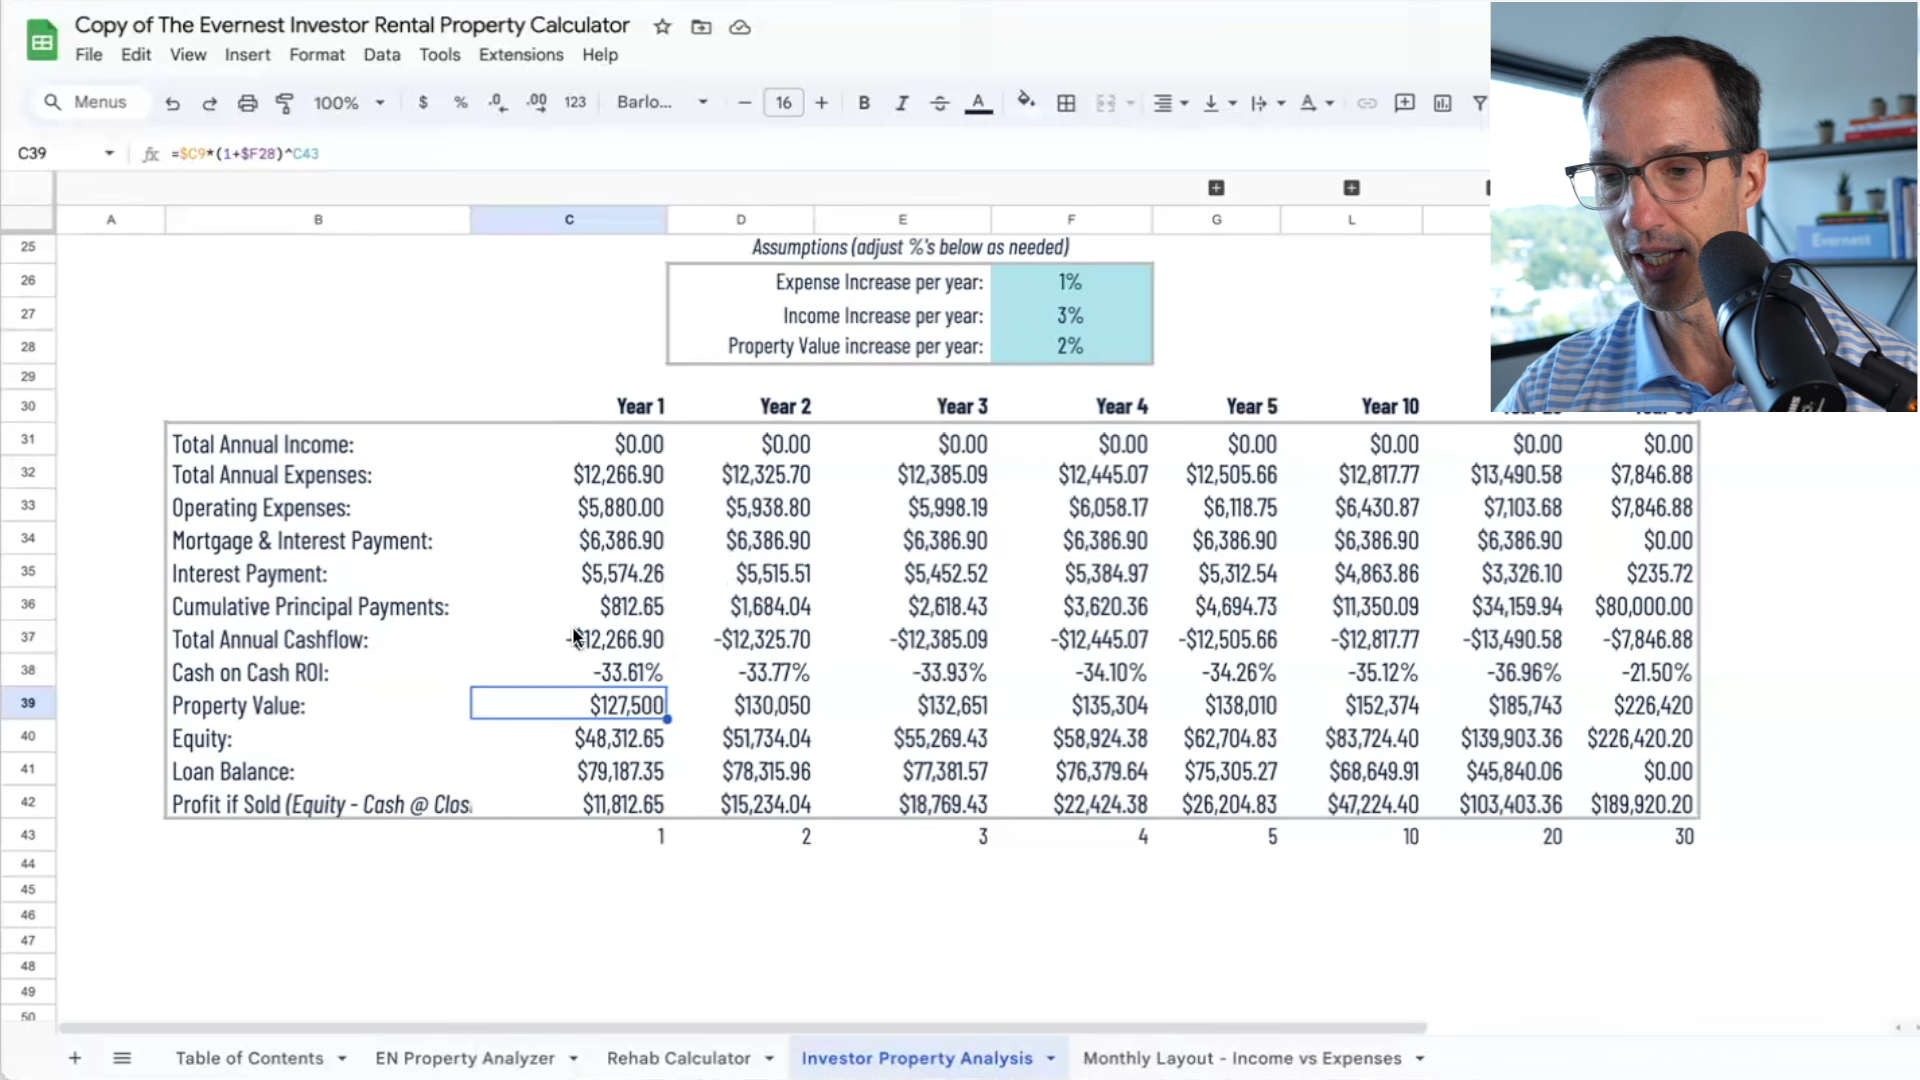 Copy of The Evernest Investor Rental Property Calculator
File Edit View Insert Format Data Tools Extensions Help
Menus 100% $ % .0 .00 123 Barlo... 16 B I A A
C39 fx =$C9*(1+$F28)^C43
A B C D E F G L
25 Assumptions (adjust %'s below as needed)
26 Expense Increase per year: 1%
27 Income Increase per year: 3%
28 Property Value increase per year: 2%
29
30 Year 1 Year 2 Year 3 Year 4 Year 5 Year 10
31 Total Annual Income: $0.00 $0.00 $0.00 $0.00 $0.00 $0.00 $0.00 $0.00
32 Total Annual Expenses: $12,266.90 $12,325.70 $12,385.09 $12,445.07 $12,505.66 $12,817.77 $13,490.58 $7,846.88
33 Operating Expenses: $5,880.00 $5,938.80 $5,998.19 $6,058.17 $6,118.75 $6,430.87 $7,103.68 $7,846.88
34 Mortgage & Interest Payment: $6,386.90 $6,386.90 $6,386.90 $6,386.90 $6,386.90 $6,386.90 $6,386.90 $0.00
35 Interest Payment: $5,574.26 $5,515.51 $5,452.52 $5,384.97 $5,312.54 $4,863.86 $3,326.10 $235.72
36 Cumulative Principal Payments: $812.65 $1,684.04 $2,618.43 $3,620.36 $4,694.73 $11,350.09 $34,159.94 $80,000.00
37 Total Annual Cashflow: -$12,266.90 -$12,325.70 -$12,385.09 -$12,445.07 -$12,505.66 -$12,817.77 -$13,490.58 -$7,846.88
38 Cash on Cash ROI: -33.61% -33.77% -33.93% -34.10% -34.26% -35.12% -36.96% -21.50%
39 Property Value: $127,500 $130,050 $132,651 $135,304 $138,010 $152,374 $185,743 $226,420
40 Equity: $48,312.65 $51,734.04 $55,269.43 $58,924.38 $62,704.83 $83,724.40 $139,903.36 $226,420.20
41 Loan Balance: $79,187.35 $78,315.96 $77,381.57 $76,379.64 $75,305.27 $68,649.91 $45,840.06 $0.00
42 Profit if Sold (Equity - Cash @ Clos $11,812.65 $15,234.04 $18,769.43 $22,424.38 $26,204.83 $47,224.40 $103,403.36 $189,920.20
43 1 2 3 4 5 10 20 30
44
45
46
47
48
49
50
Table of Contents EN Property Analyzer Rehab Calculator Investor Property Analysis Monthly Layout - Income vs Expenses
Evernest